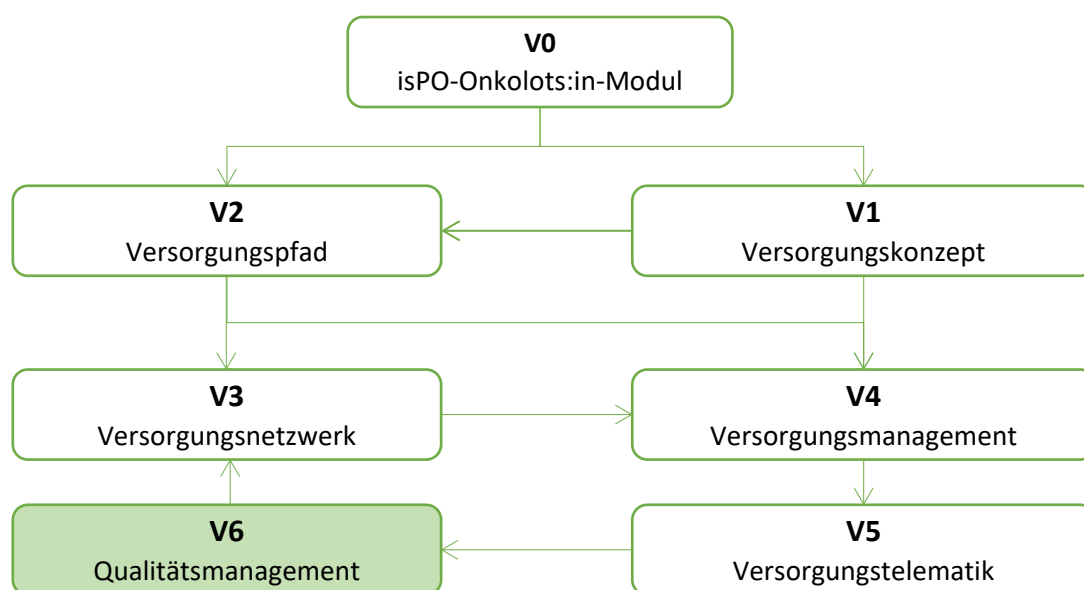 V0
isPO-Onkolots:in-Modul
V2
Versorgungspfad
V1
Versorgungskonzept
V3
Versorgungsnetzwerk
V4
Versorgungsmanagement
V6
Qualitätsmanagement
V5
Versorgungstelematik